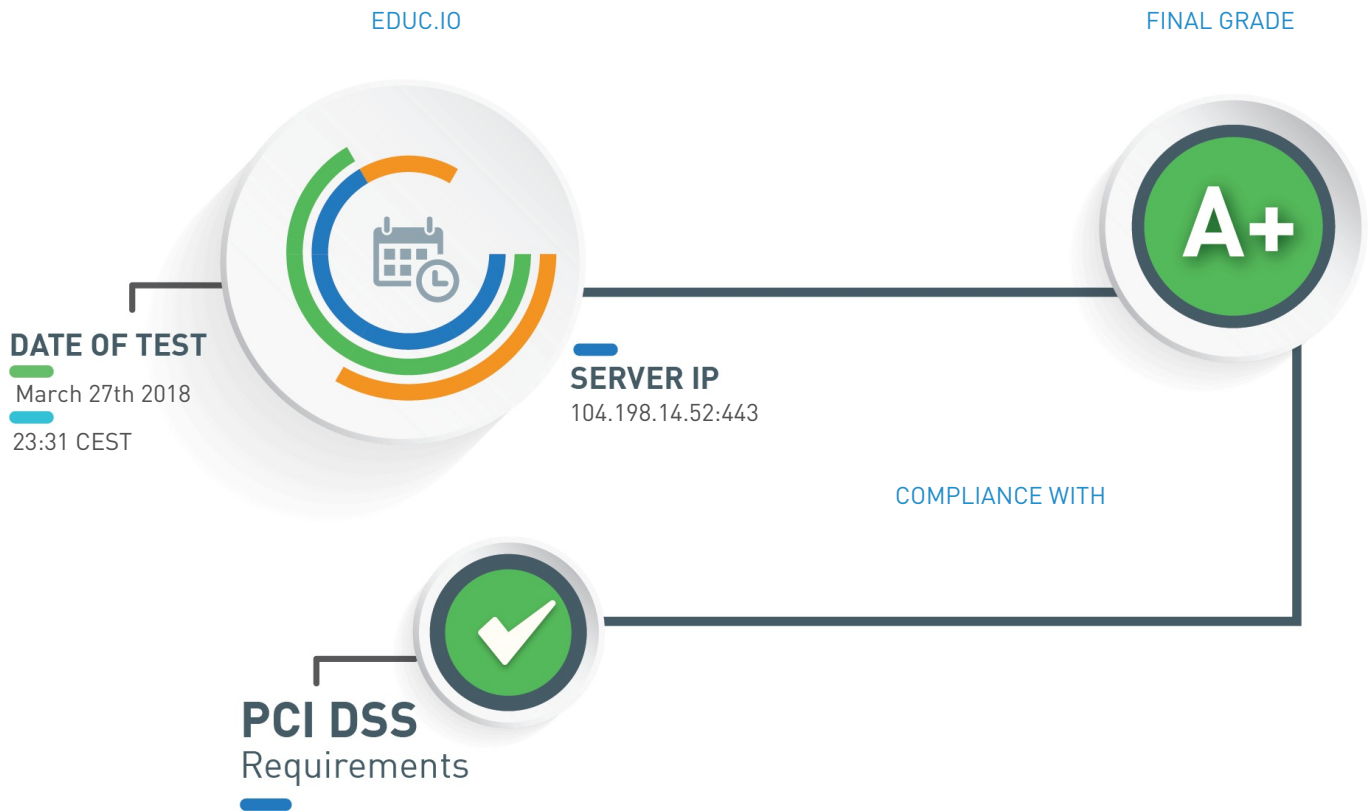 EDUC.IO
FINAL GRADE
A+
DATE OF TEST
March 27th 2018
23:31 CEST
SERVER IP
104.198.14.52:443
COMPLIANCE WITH
PCI DSS
Requirements